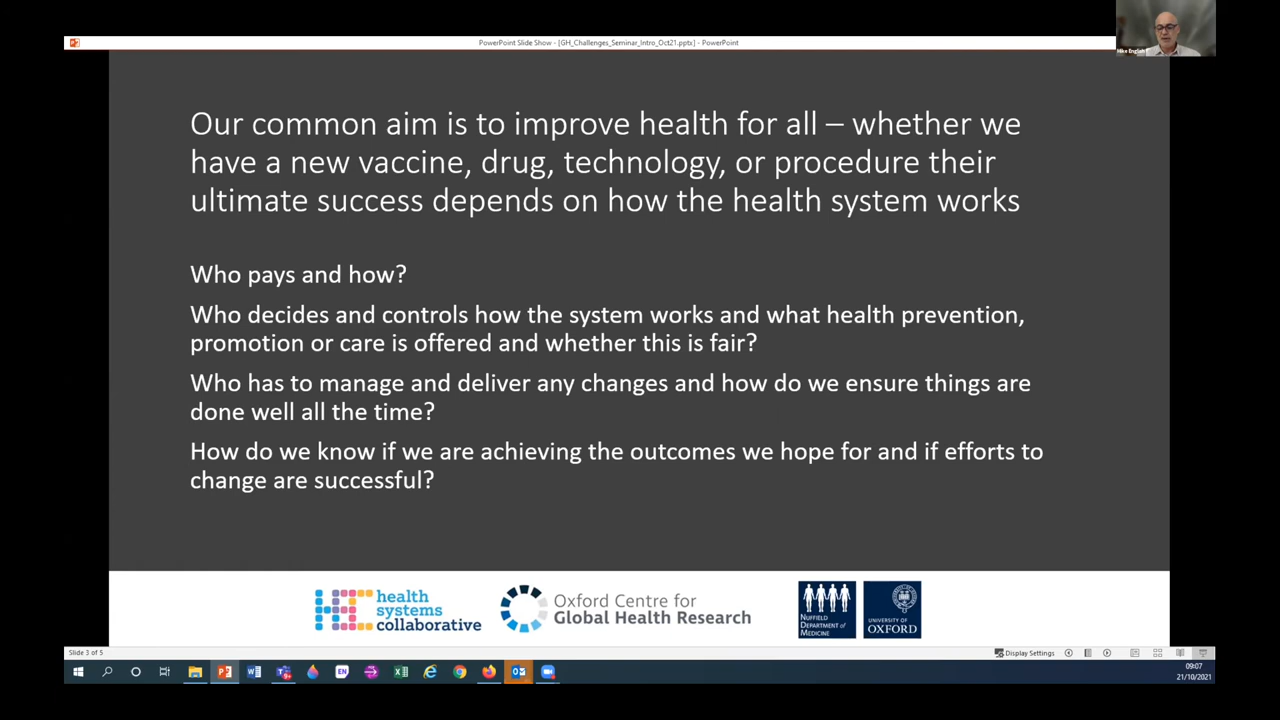 PowerPoint Slide Show - [GH_Challenges_Seminar_Intro_Oct21.pptx] - PowerPoint
Mike English
Our common aim is to improve health for all – whether we
have a new vaccine, drug, technology, or procedure their
ultimate success depends on how the health system works
Who pays and how?
Who decides and controls how the system works and what health prevention,
promotion or care is offered and whether this is fair?
Who has to manage and deliver any changes and how do we ensure things are
done well all the time?
How do we know if we are achieving the outcomes we hope for and if efforts to
change are successful?
health
systems
collaborative
Oxford Centre for
Global Health Research
NUFFIELD
DEPARTMENT OF
MEDICINE
UNIVERSITY OF
OXFORD
Slide 3 of 5
Display Settings
EN
09:07
21/10/2021